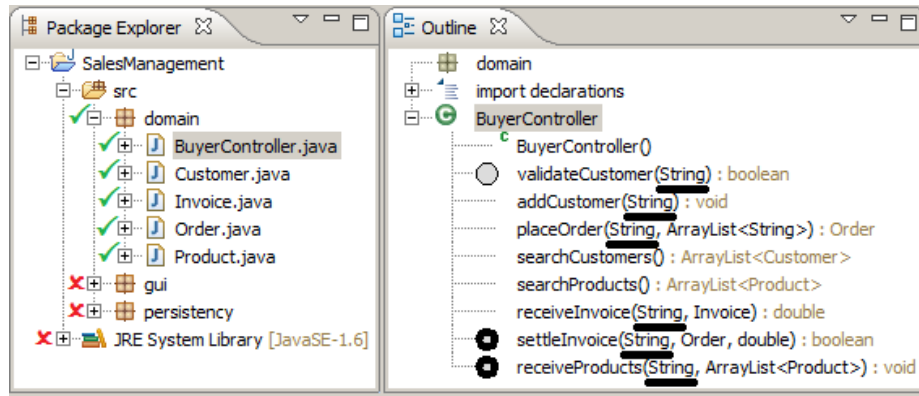 Package Explorer
SalesManagement
src
domain
BuyerController.java
Customer.java
Invoice.java
Order.java
Product.java
gui
persistency
JRE System Library [JavaSE-1.6]
Outline
domain
import declarations
BuyerController
BuyerController()
validateCustomer(String) : boolean
addCustomer(String) : void
placeOrder(String, ArrayList<String>) : Order
searchCustomers() : ArrayList<Customer>
searchProducts() : ArrayList<Product>
receiveInvoice(String, Invoice) : double
settleInvoice(String, Order, double) : boolean
receiveProducts(String, ArrayList<Product>) : void